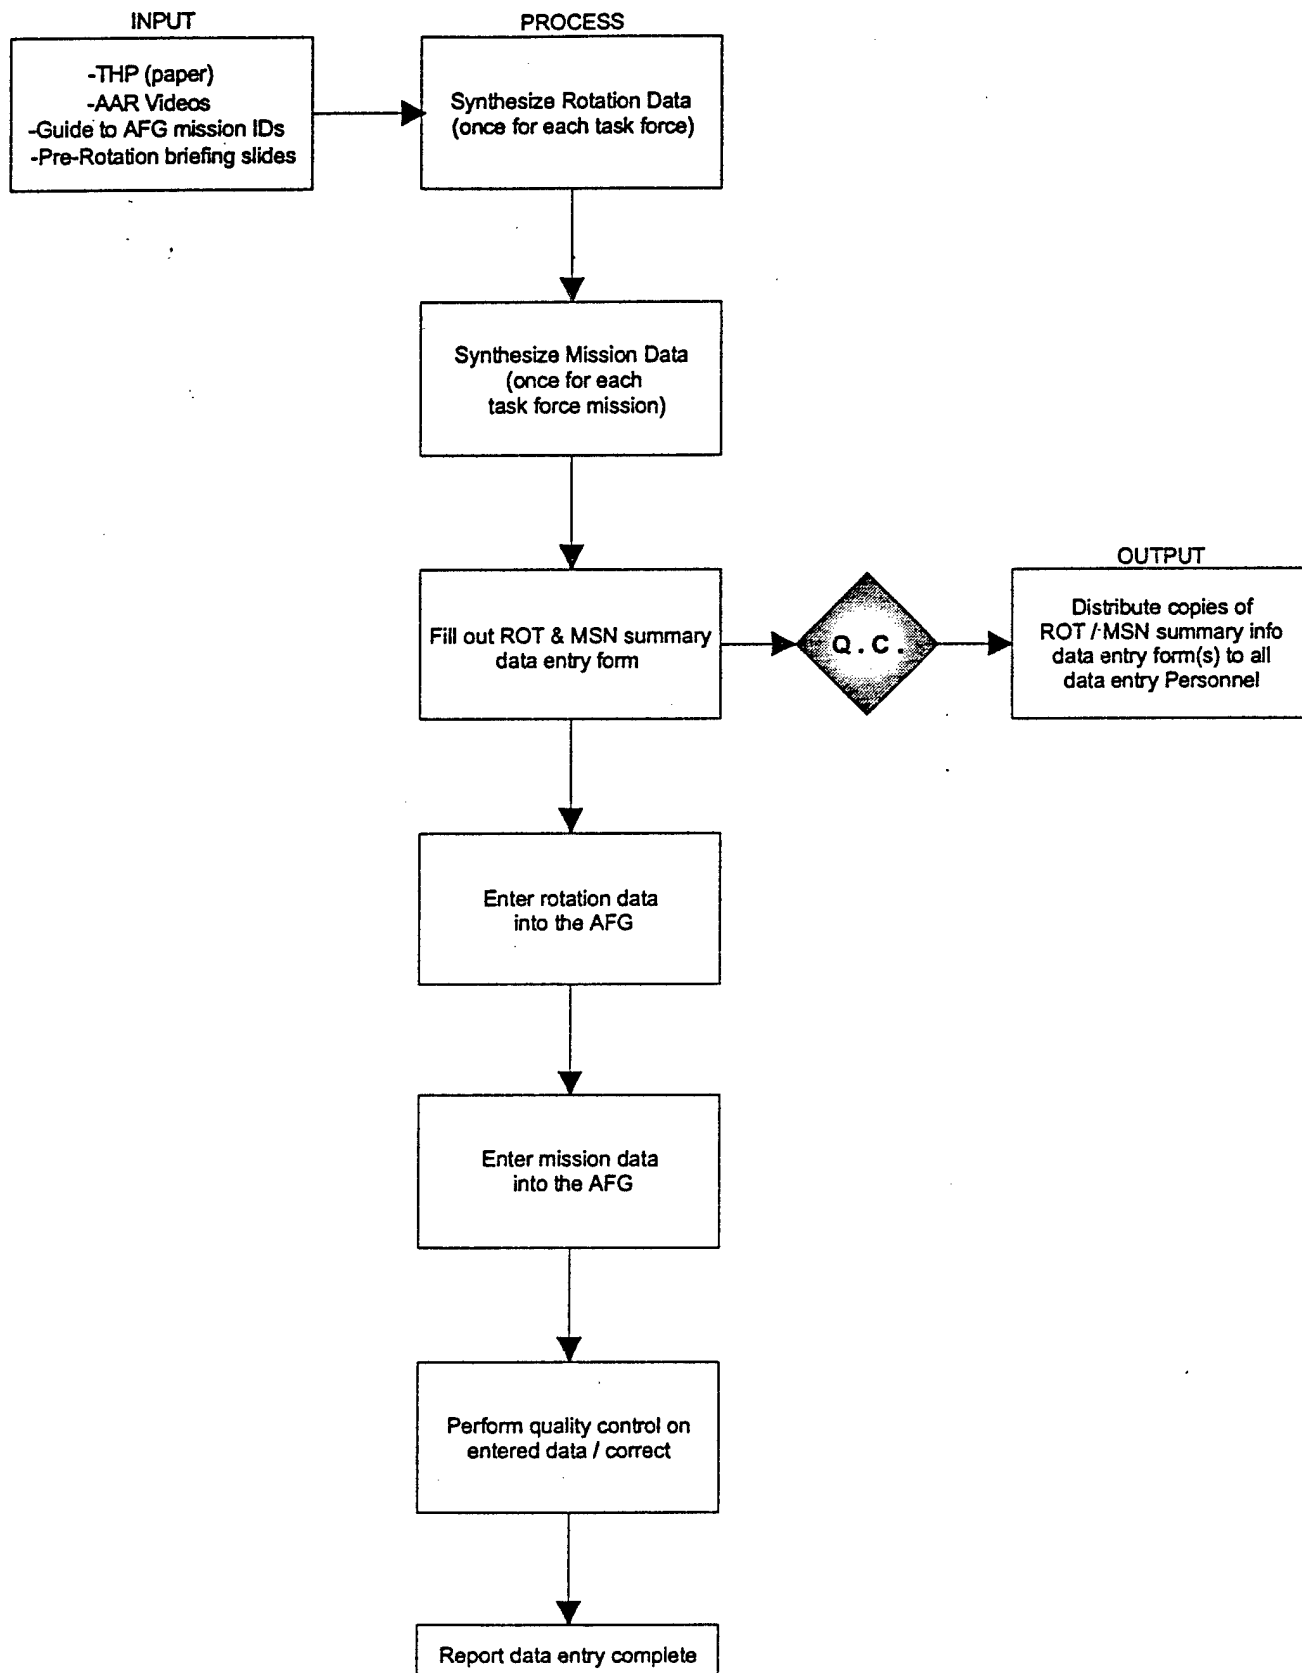 INPUT
-THP (paper)
-AAR Videos
-Guide to AFG mission IDs
-Pre-Rotation briefing slides
PROCESS
Synthesize Rotation Data
(once for each task force)
Synthesize Mission Data
(once for each
task force mission)
Fill out ROT & MSN summary
data entry form
Q.C.
OUTPUT
Distribute copies of
ROT / MSN summary info
data entry form(s) to all
data entry Personnel
Enter rotation data
into the AFG
Enter mission data
into the AFG
Perform quality control on
entered data / correct
Report data entry complete